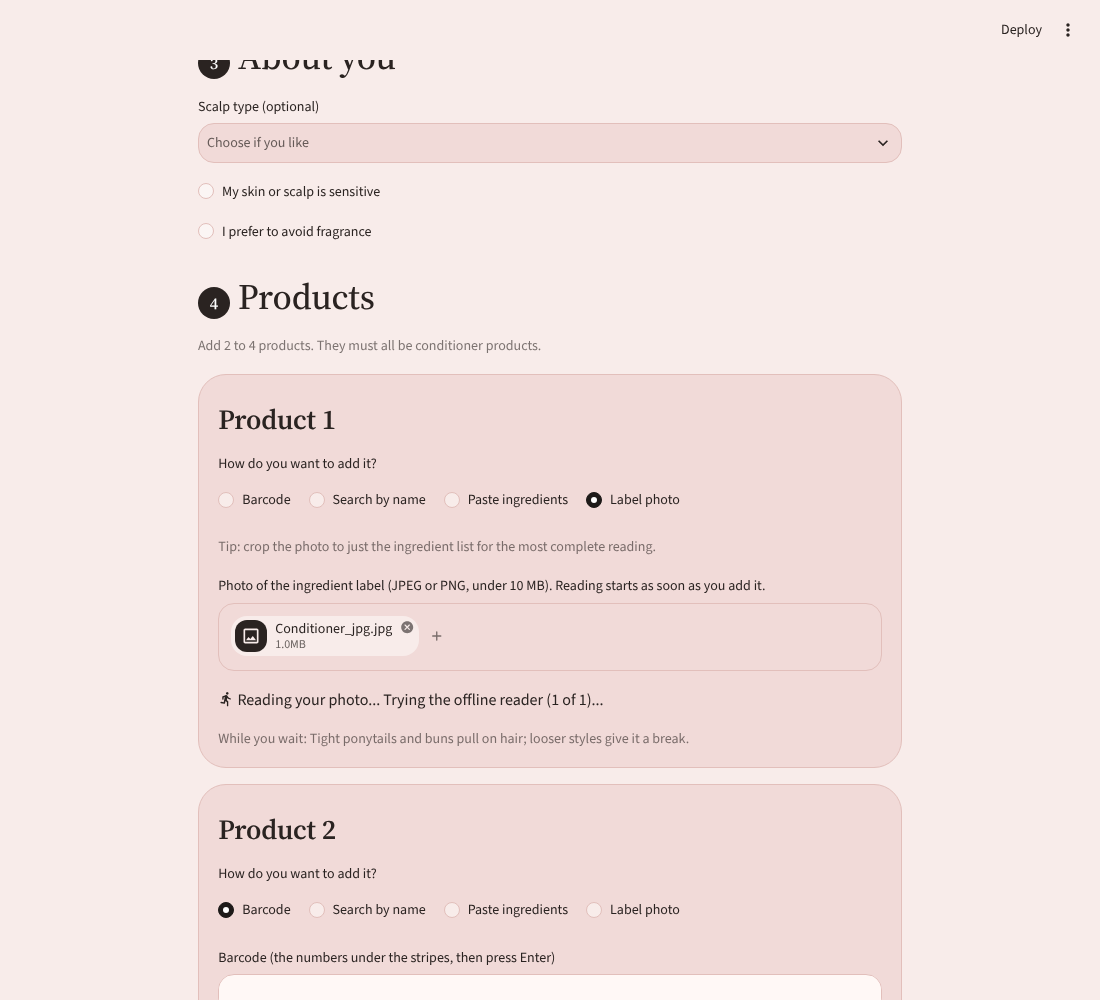 Deploy
3 About you
Scalp type (optional)
Choose if you like
My skin or scalp is sensitive
I prefer to avoid fragrance
4 Products
Add 2 to 4 products. They must all be conditioner products.
Product 1
How do you want to add it?
Barcode Search by name Paste ingredients Label photo
Tip: crop the photo to just the ingredient list for the most complete reading.
Photo of the ingredient label (JPEG or PNG, under 10 MB). Reading starts as soon as you add it.
Conditioner_jpg.jpg
1.0MB
Reading your photo... Trying the offline reader (1 of 1)...
While you wait: Tight ponytails and buns pull on hair; looser styles give it a break.
Product 2
How do you want to add it?
Barcode Search by name Paste ingredients Label photo
Barcode (the numbers under the stripes, then press Enter)